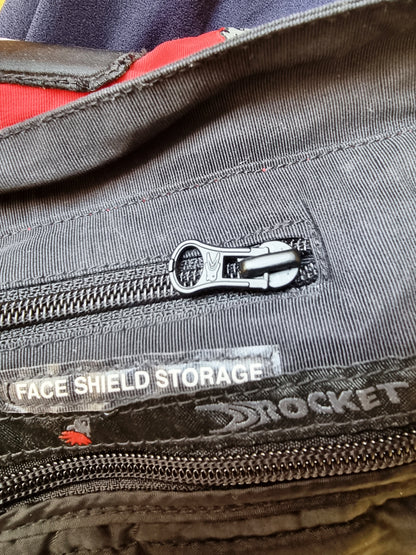 FACE SHIELD STORAGE
ROCKET